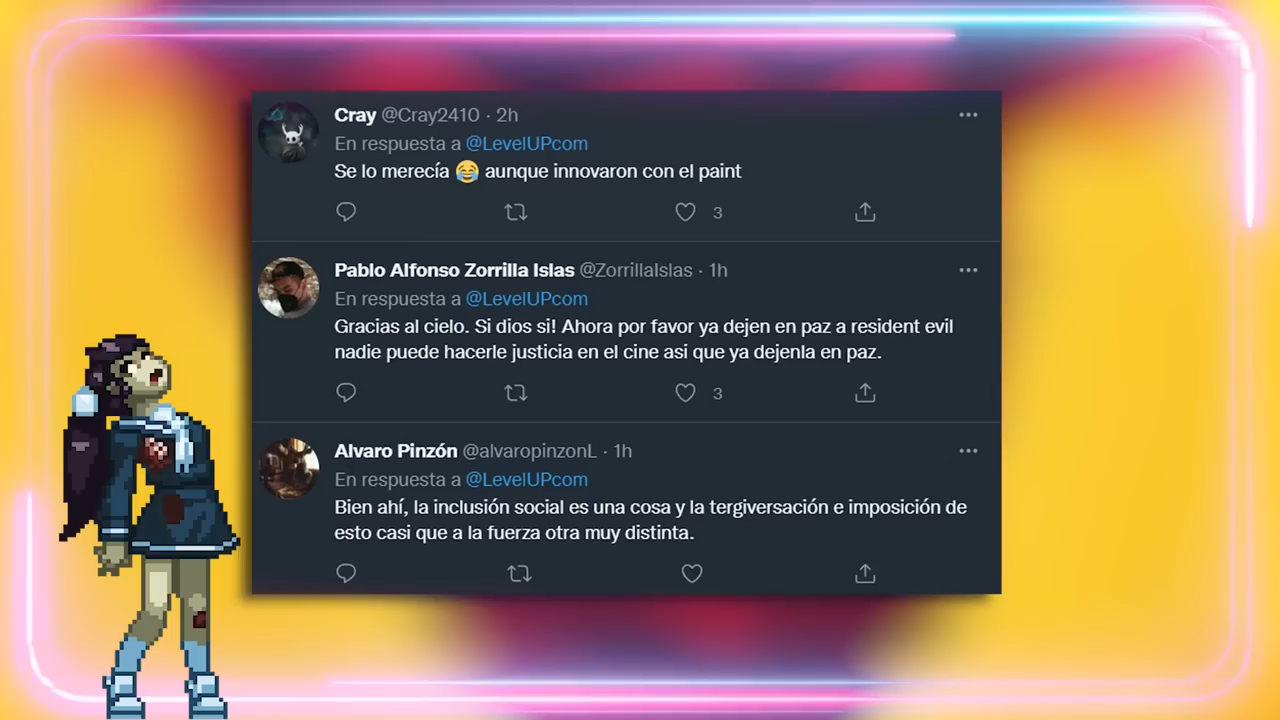 Cray @Cray2410 · 2h
En respuesta a @LevelUPcom
Se lo merecía 😂 aunque innovaron con el paint
3
Pablo Alfonso Zorrilla Islas @ZorrillaIslas · 1h
En respuesta a @LevelUPcom
Gracias al cielo. Si dios si! Ahora por favor ya dejen en paz a resident evil
nadie puede hacerle justicia en el cine asi que ya dejenla en paz.
3
Alvaro Pinzón @alvaropinzonL · 1h
En respuesta a @LevelUPcom
Bien ahí, la inclusión social es una cosa y la tergiversación e imposición de
esto casi que a la fuerza otra muy distinta.